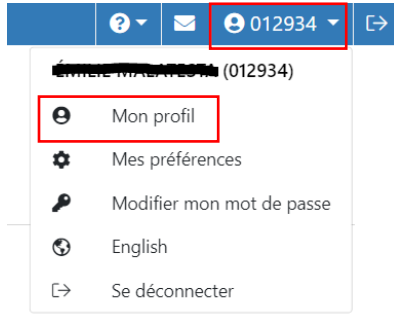 012934
(012934)
Mon profil
Mes préférences
Modifier mon mot de passe
English
Se déconnecter